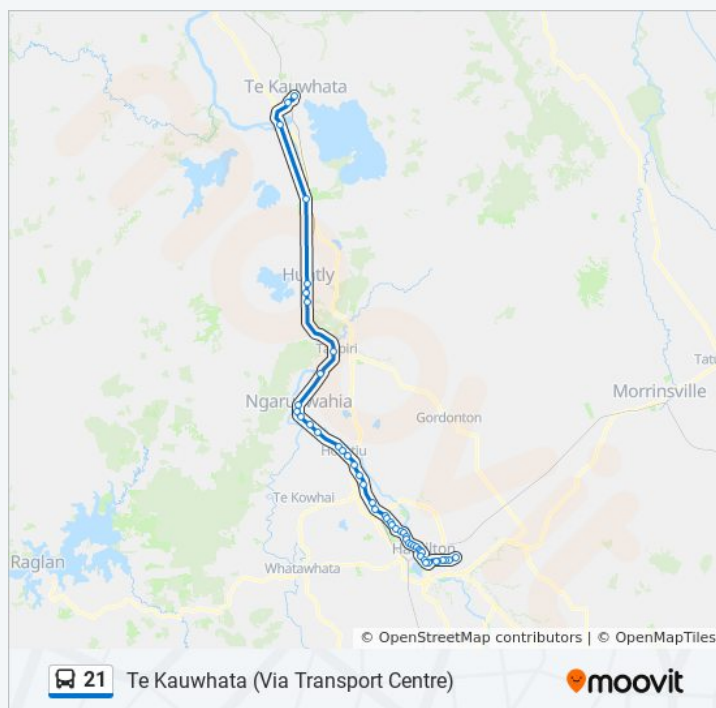 Te Kauwhata
Huntly
Taupiri
Tatu
Morrinsville
Ngaruawahia
Gordonton
Horotiu
Te Kowhai
Hamilton
Raglan
Whatawhata
© OpenStreetMap contributors | © OpenMapTiles
21 Te Kauwhata (Via Transport Centre)
moovit